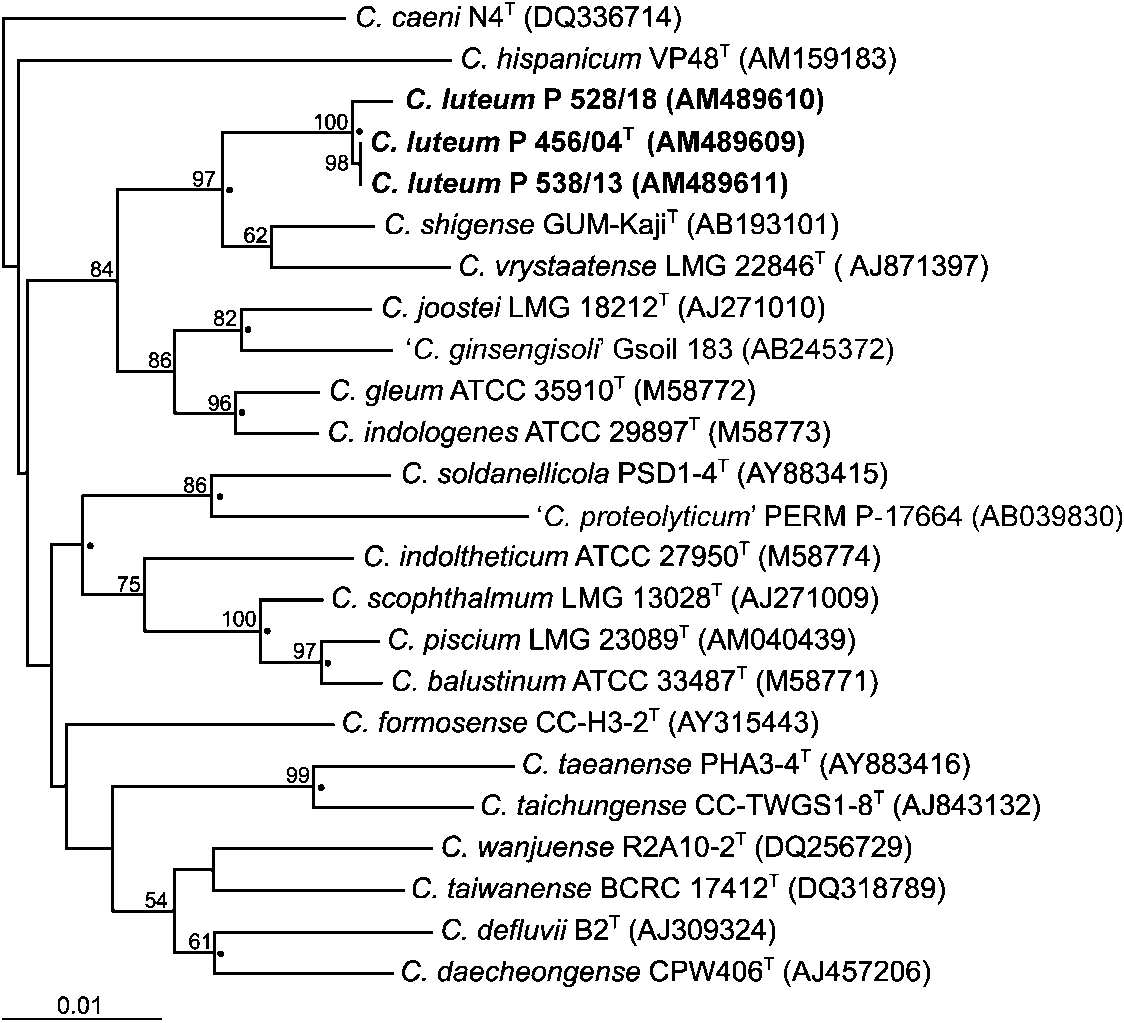 C. caeni N4ᵀ (DQ336714)
C. hispanicum VP48ᵀ (AM159183)
C. luteum P 528/18 (AM489610)
100
C. luteum P 456/04ᵀ (AM489609)
98
C. luteum P 538/13 (AM489611)
97
C. shigense GUM-Kajiᵀ (AB193101)
62
C. vrystaatense LMG 22846ᵀ ( AJ871397)
84
C. joostei LMG 18212ᵀ (AJ271010)
82
‘C. ginsengisoli’ Gsoil 183 (AB245372)
86
C. gleum ATCC 35910ᵀ (M58772)
96
C. indologenes ATCC 29897ᵀ (M58773)
C. soldanellicola PSD1-4ᵀ (AY883415)
86
‘C. proteolyticum’ PERM P-17664 (AB039830)
C. indoltheticum ATCC 27950ᵀ (M58774)
75
C. scophthalmum LMG 13028ᵀ (AJ271009)
100
C. piscium LMG 23089ᵀ (AM040439)
97
C. balustinum ATCC 33487ᵀ (M58771)
C. formosense CC-H3-2ᵀ (AY315443)
C. taeanense PHA3-4ᵀ (AY883416)
99
C. taichungense CC-TWGS1-8ᵀ (AJ843132)
C. wanjuense R2A10-2ᵀ (DQ256729)
C. taiwanense BCRC 17412ᵀ (DQ318789)
54
C. defluvii B2ᵀ (AJ309324)
61
C. daecheongense CPW406ᵀ (AJ457206)
0.01